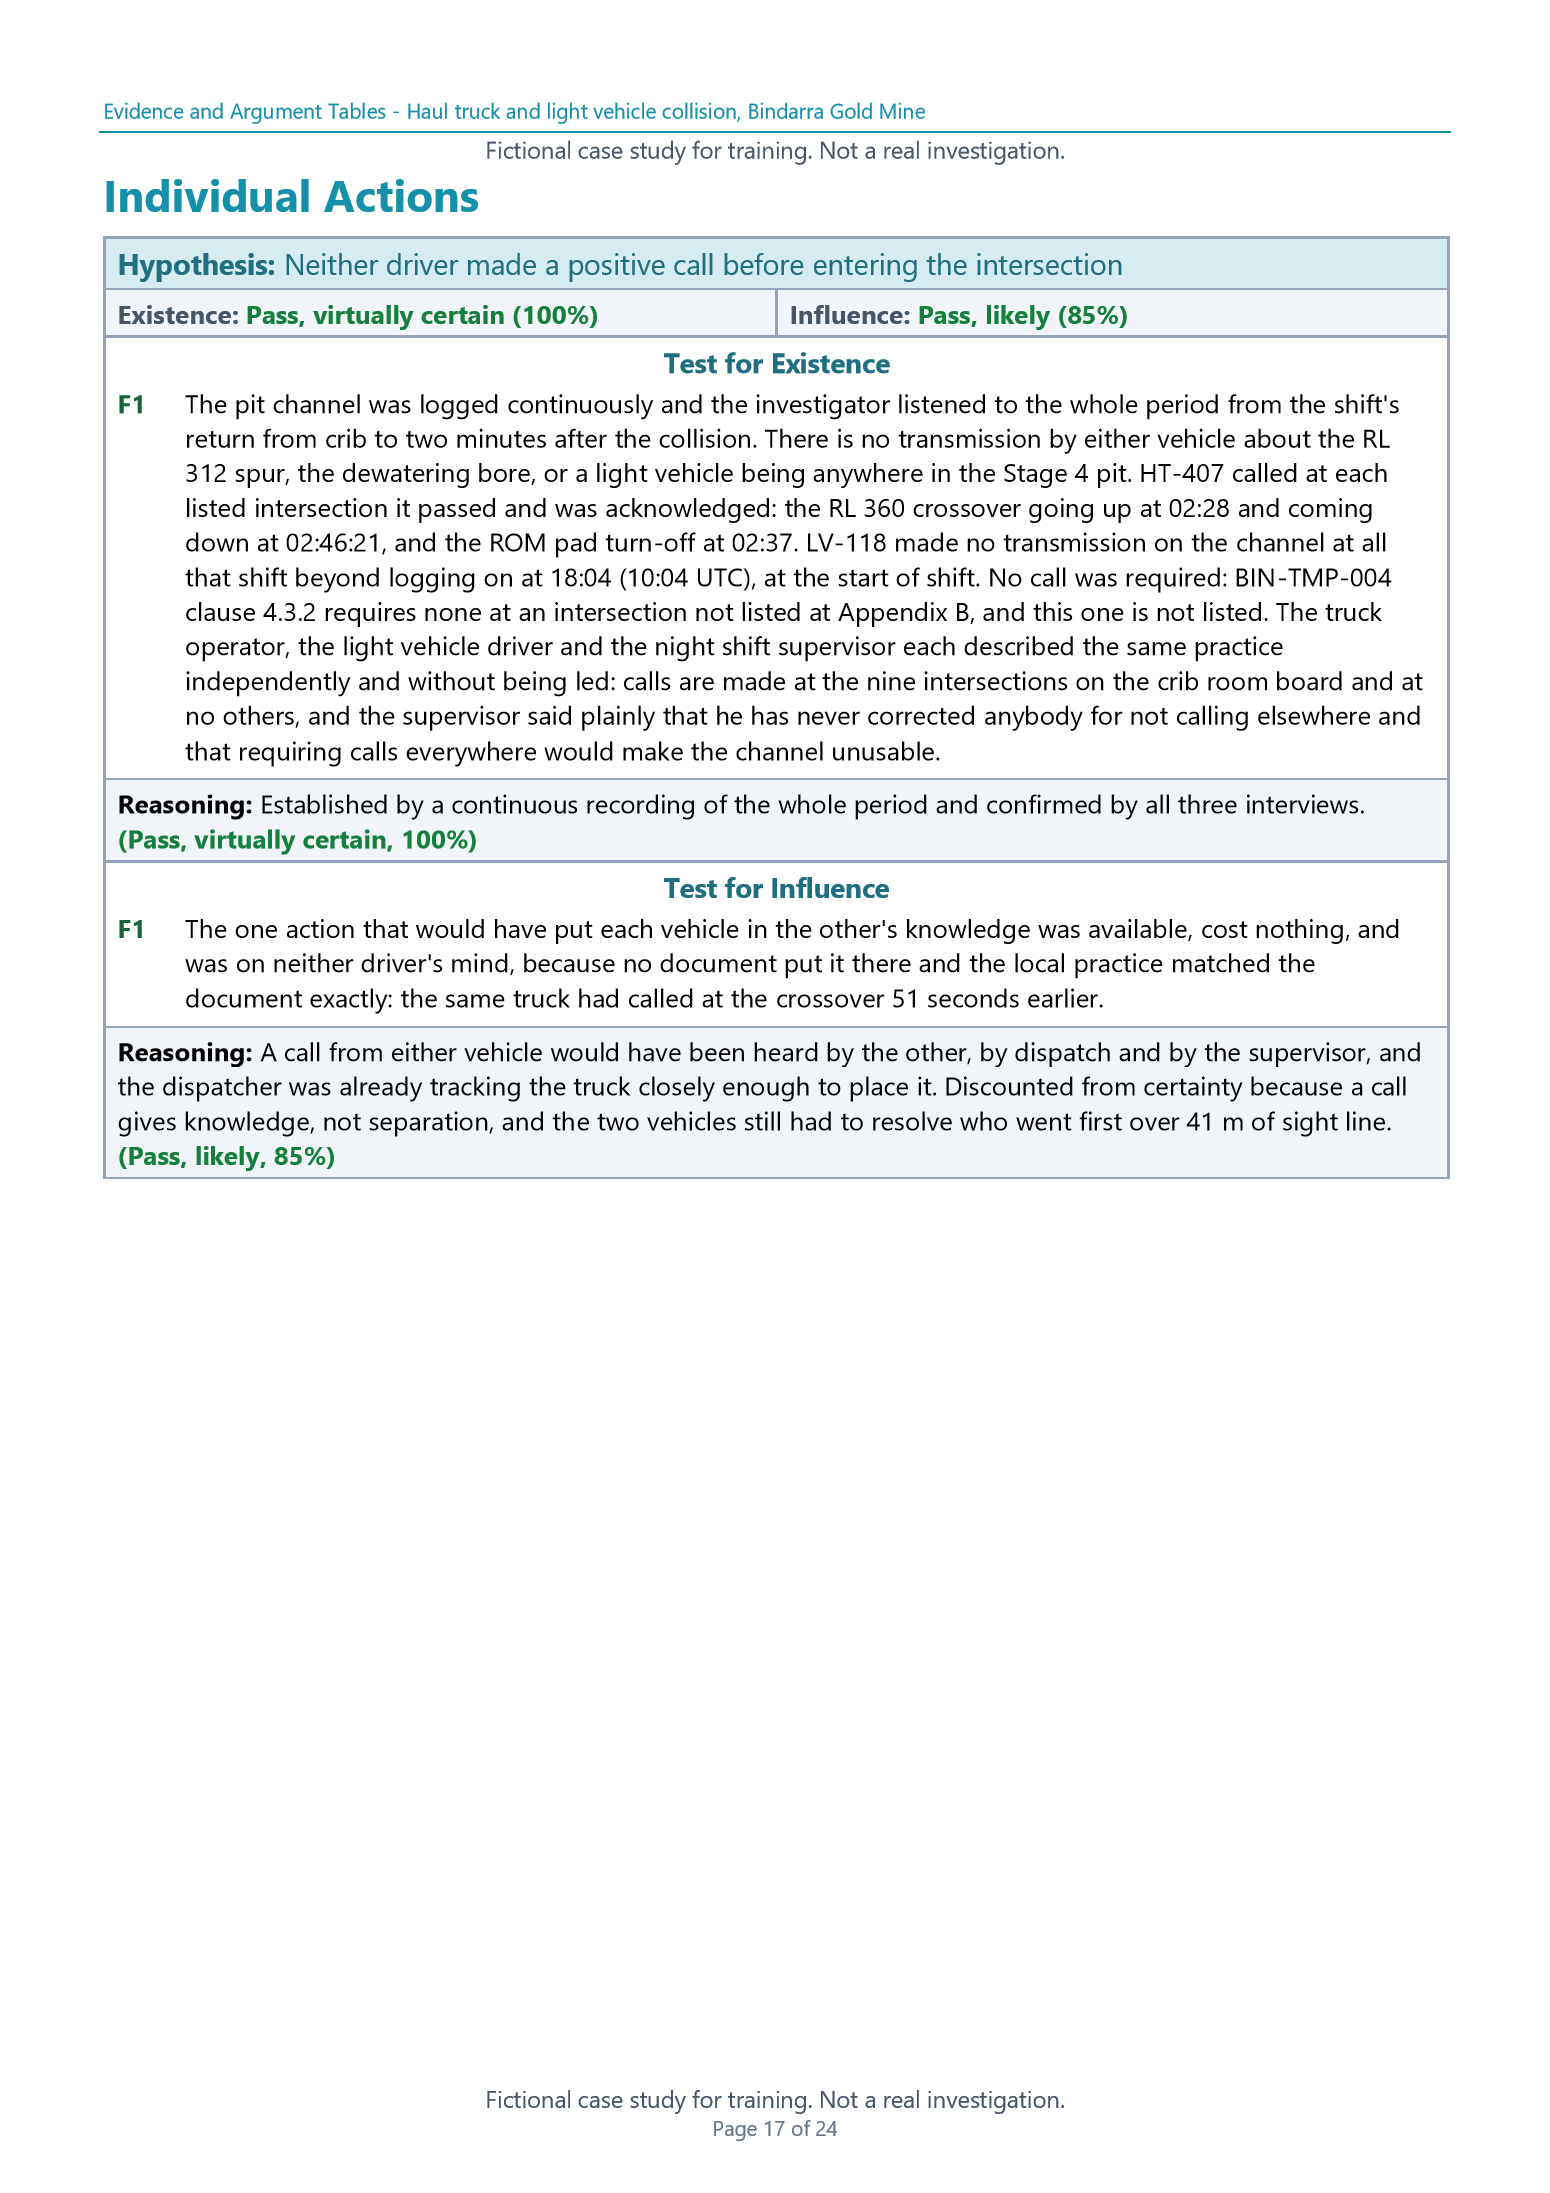 Evidence and Argument Tables - Haul truck and light vehicle collision, Bindarra Gold Mine
Fictional case study for training. Not a real investigation.
Individual Actions
Hypothesis: Neither driver made a positive call before entering the intersection
Existence: Pass, virtually certain (100%)
Influence: Pass, likely (85%)
Test for Existence
F1 The pit channel was logged continuously and the investigator listened to the whole period from the shift's
return from crib to two minutes after the collision. There is no transmission by either vehicle about the RL
312 spur, the dewatering bore, or a light vehicle being anywhere in the Stage 4 pit. HT-407 called at each
listed intersection it passed and was acknowledged: the RL 360 crossover going up at 02:28 and coming
down at 02:46:21, and the ROM pad turn-off at 02:37. LV-118 made no transmission on the channel at all
that shift beyond logging on at 18:04 (10:04 UTC), at the start of shift. No call was required: BIN-TMP-004
clause 4.3.2 requires none at an intersection not listed at Appendix B, and this one is not listed. The truck
operator, the light vehicle driver and the night shift supervisor each described the same practice
independently and without being led: calls are made at the nine intersections on the crib room board and at
no others, and the supervisor said plainly that he has never corrected anybody for not calling elsewhere and
that requiring calls everywhere would make the channel unusable.
Reasoning: Established by a continuous recording of the whole period and confirmed by all three interviews.
(Pass, virtually certain, 100%)
Test for Influence
F1 The one action that would have put each vehicle in the other's knowledge was available, cost nothing, and
was on neither driver's mind, because no document put it there and the local practice matched the
document exactly: the same truck had called at the crossover 51 seconds earlier.
Reasoning: A call from either vehicle would have been heard by the other, by dispatch and by the supervisor, and
the dispatcher was already tracking the truck closely enough to place it. Discounted from certainty because a call
gives knowledge, not separation, and the two vehicles still had to resolve who went first over 41 m of sight line.
(Pass, likely, 85%)
Fictional case study for training. Not a real investigation.
Page 17 of 24